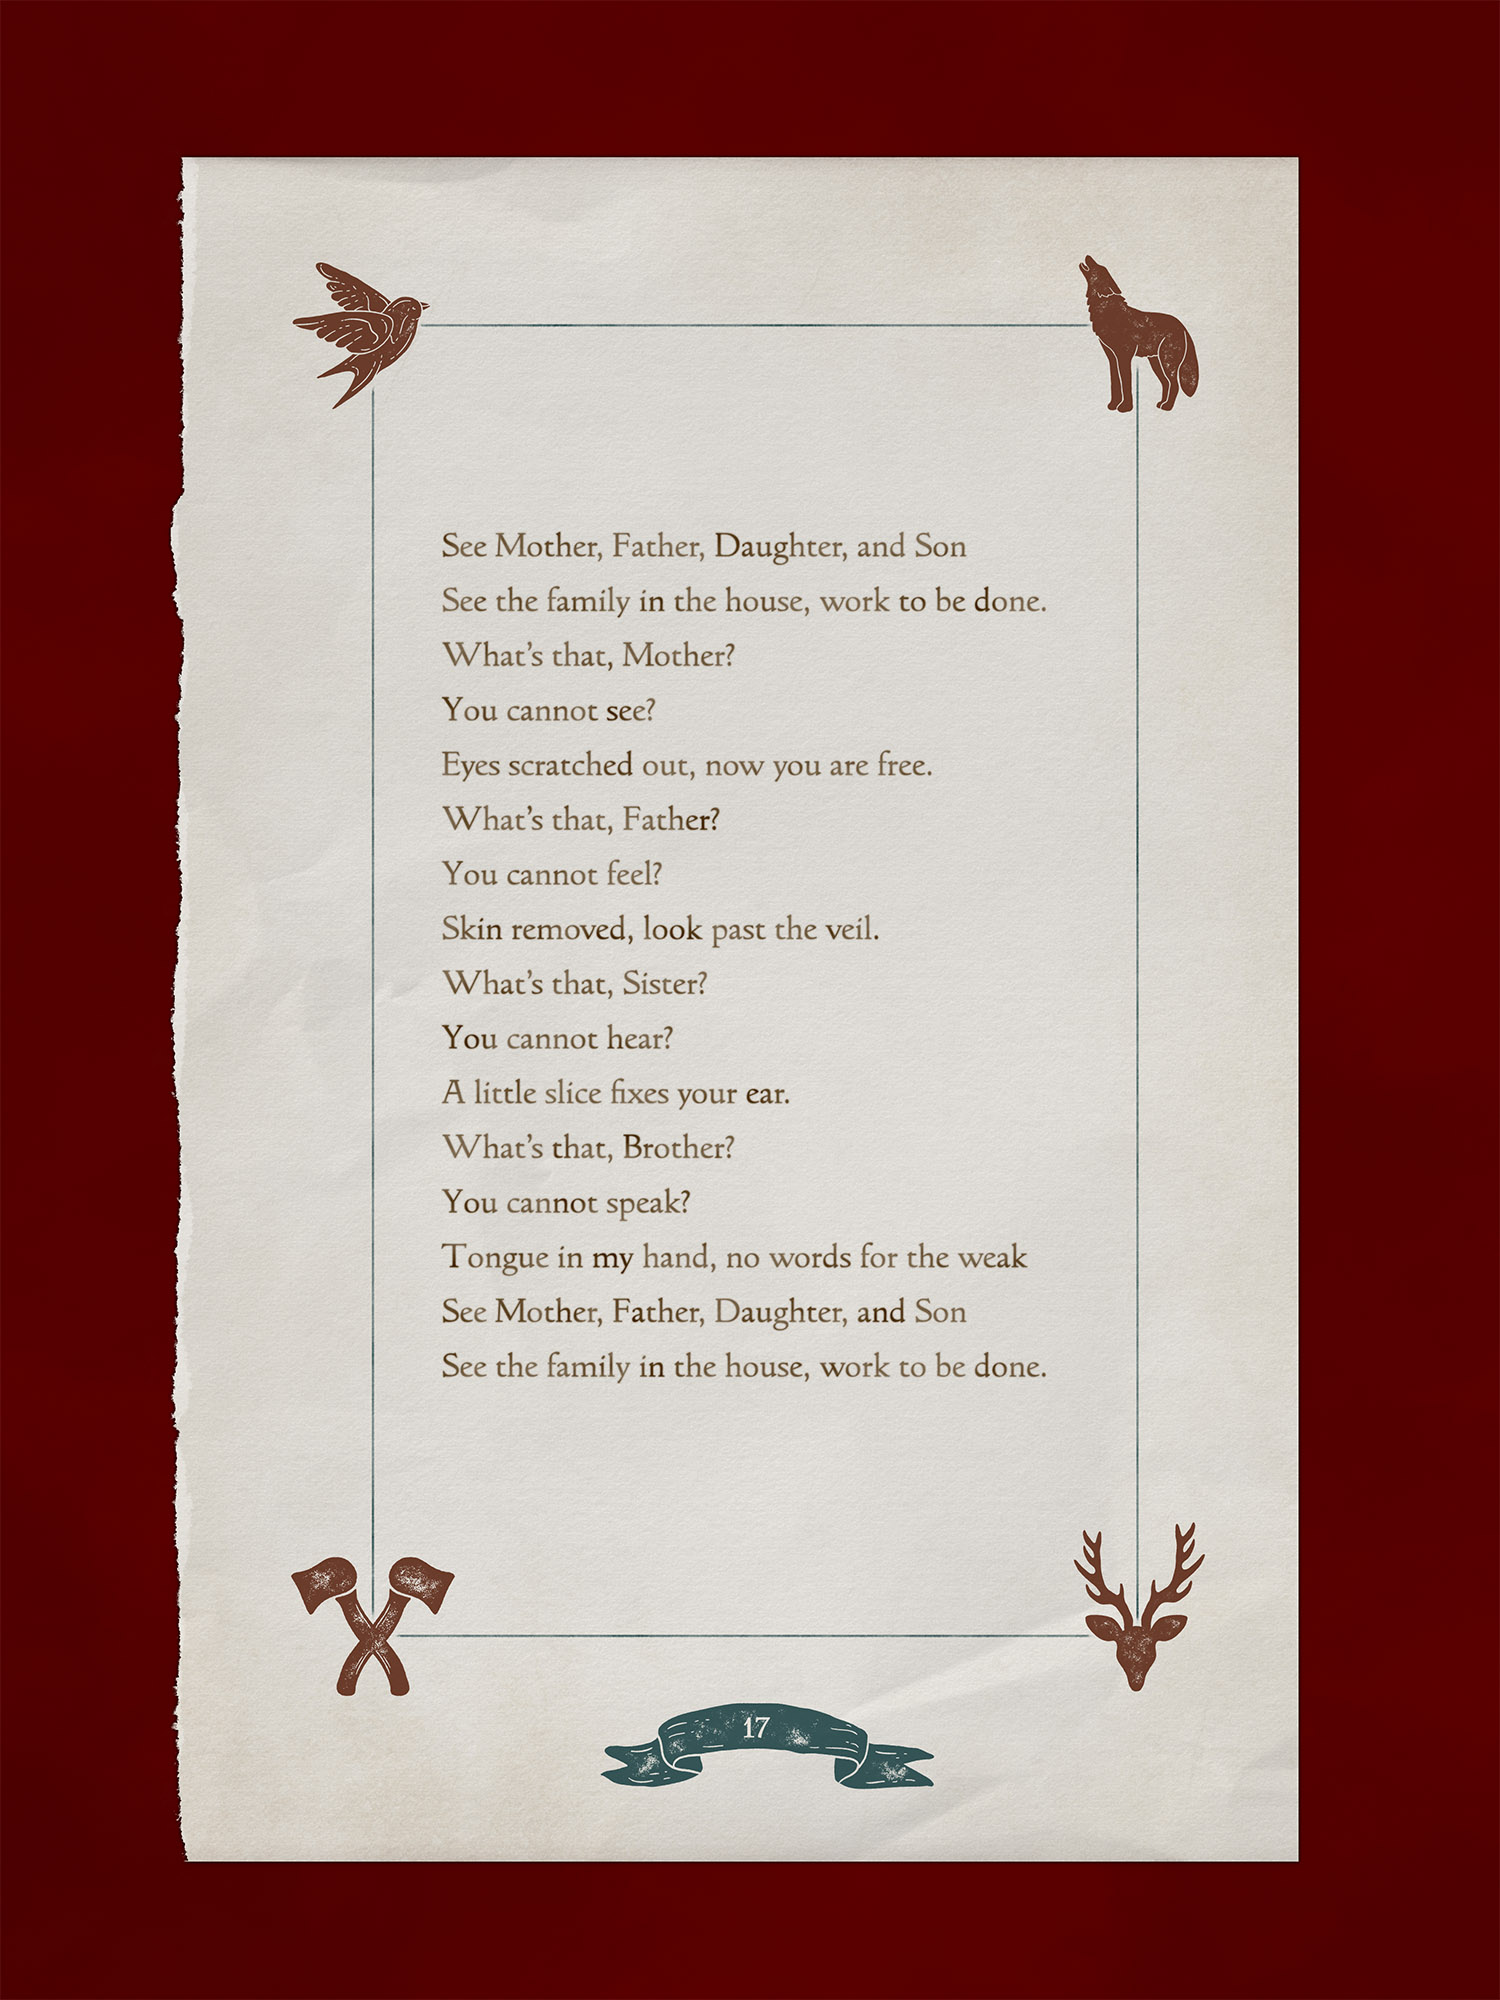 See Mother, Father, Daughter, and Son
See the family in the house, work to be done.
What’s that, Mother?
You cannot see?
Eyes scratched out, now you are free.
What’s that, Father?
You cannot feel?
Skin removed, look past the veil.
What’s that, Sister?
You cannot hear?
A little slice fixes your ear.
What’s that, Brother?
You cannot speak?
Tongue in my hand, no words for the weak
See Mother, Father, Daughter, and Son
See the family in the house, work to be done.
17